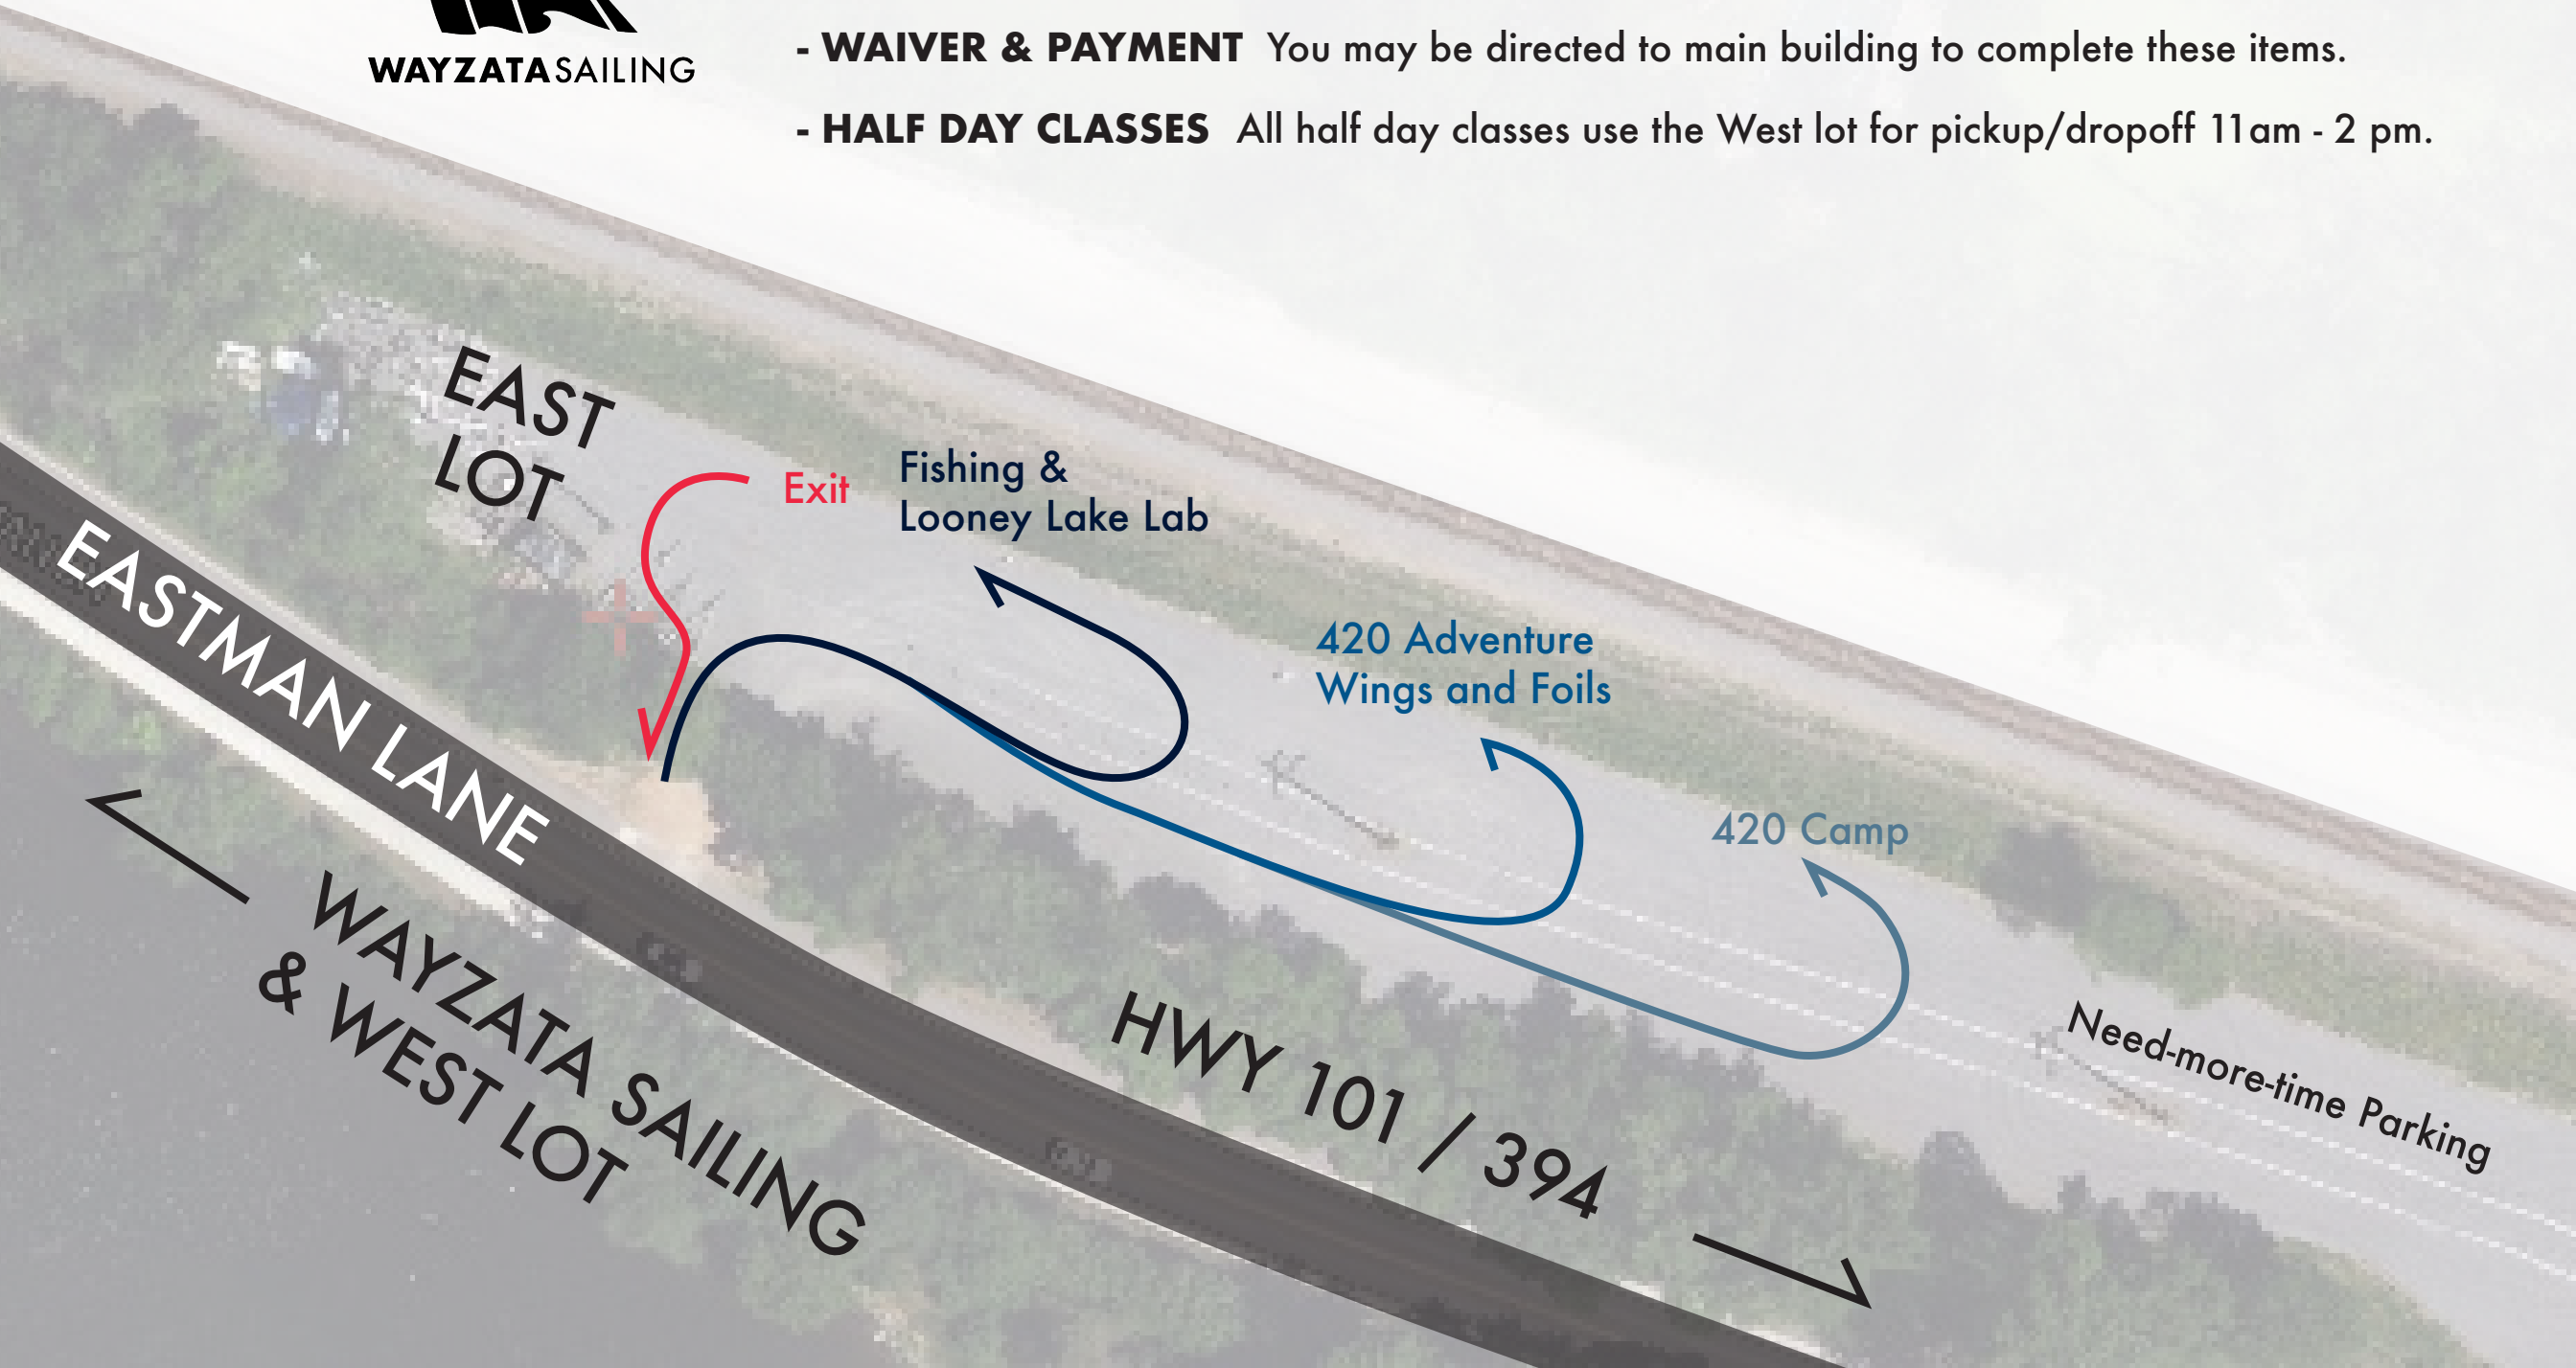 WAYZATA SAILING
- WAIVER & PAYMENT You may be directed to main building to complete these items.
- HALF DAY CLASSES All half day classes use the West lot for pickup/dropoff 11am - 2 pm.
EAST
LOT
Exit
Fishing &
Looney Lake Lab
420 Adventure
Wings and Foils
420 Camp
Need-more-time Parking
EASTMAN LANE
WAYZATA SAILING
& WEST LOT
HWY 101 / 394